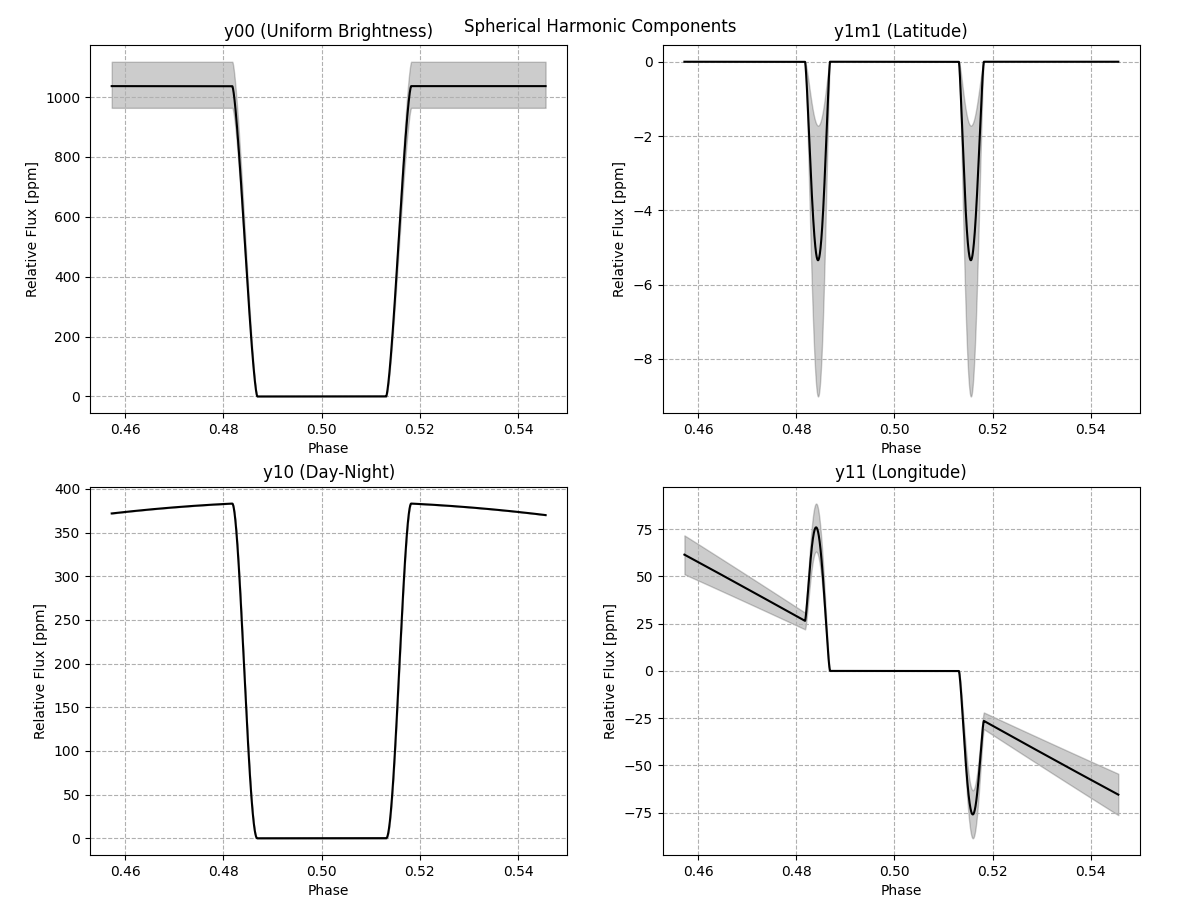 Spherical Harmonic Components
y00 (Uniform Brightness)
Relative Flux [ppm]
1000
800
600
400
200
0
0.46 0.48 0.50 0.52 0.54
Phase
y1m1 (Latitude)
Relative Flux [ppm]
0
−2
−4
−6
−8
0.46 0.48 0.50 0.52 0.54
Phase
y10 (Day-Night)
Relative Flux [ppm]
400
350
300
250
200
150
100
50
0
0.46 0.48 0.50 0.52 0.54
Phase
y11 (Longitude)
Relative Flux [ppm]
75
50
25
0
−25
−50
−75
0.46 0.48 0.50 0.52 0.54
Phase